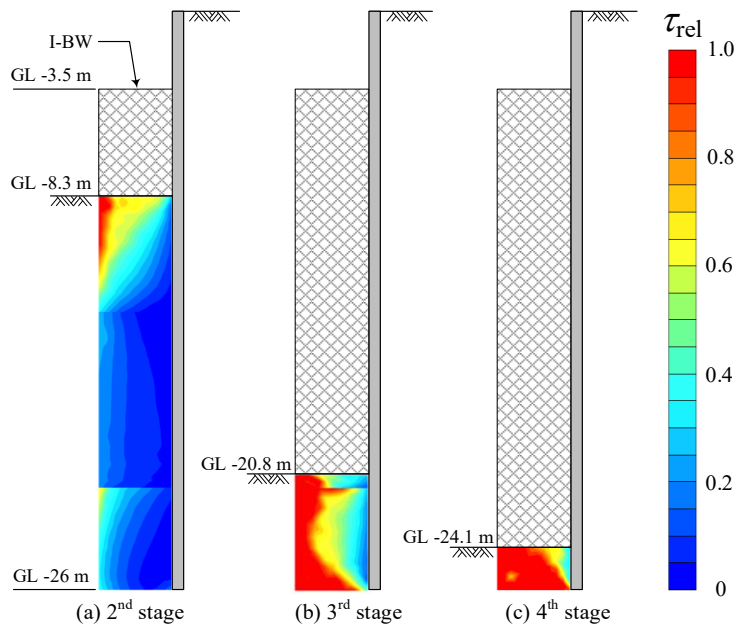 I-BW
GL -3.5 m
GL -8.3 m
GL -20.8 m
GL -24.1 m
GL -26 m
τrel
1.0
0.8
0.6
0.4
0.2
0
(a) 2nd stage
(b) 3rd stage
(c) 4th stage